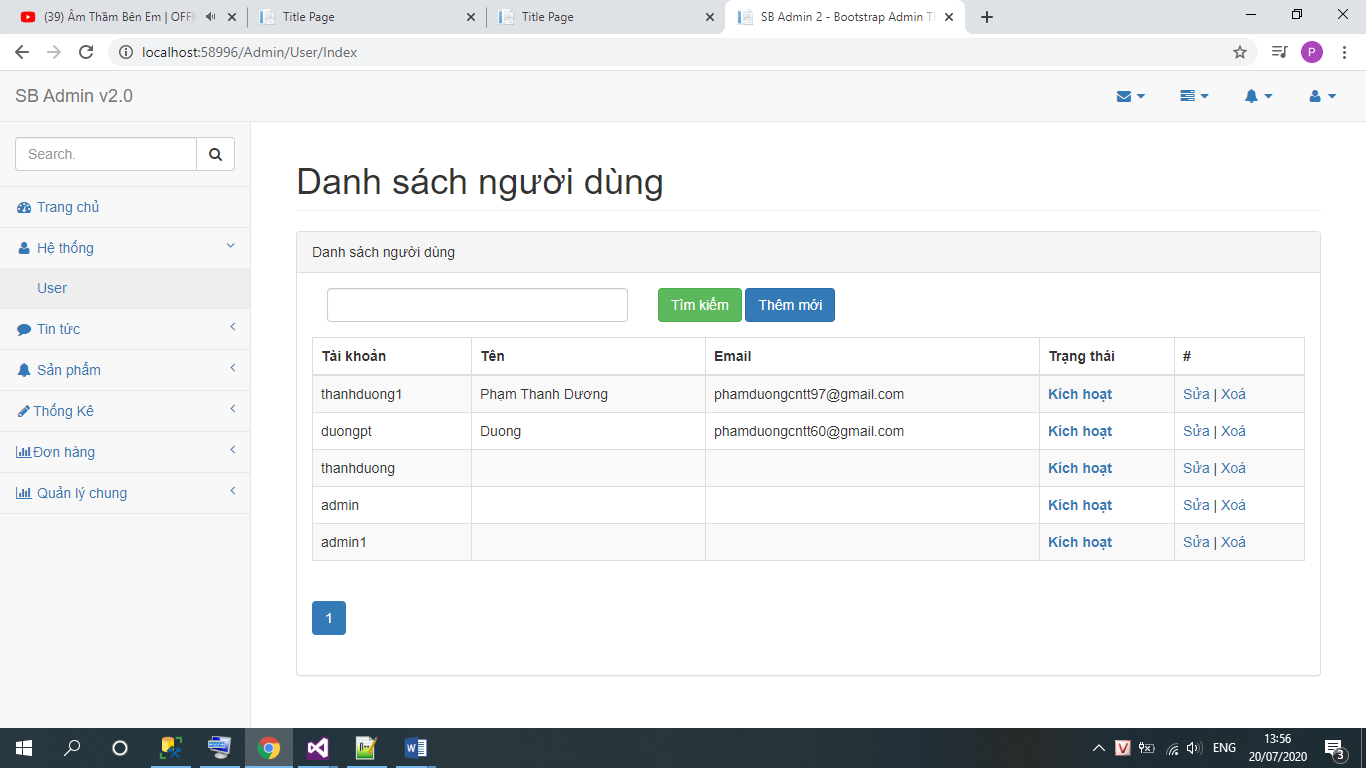 (39) Âm Thầm Bên Em | OFFI
Title Page
Title Page
SB Admin 2 - Bootstrap Admin Th
localhost:58996/Admin/User/Index
P
SB Admin v2.0
Search.
Trang chủ
Hệ thống
User
Tin tức
Sản phẩm
Thống Kê
Đơn hàng
Quản lý chung
Danh sách người dùng
Danh sách người dùng
Tìm kiếm
Thêm mới
Tài khoản Tên Email Trạng thái #
thanhduong1 Phạm Thanh Dương phamduongcntt97@gmail.com Kích hoạt Sửa | Xoá
duongpt Duong phamduongcntt60@gmail.com Kích hoạt Sửa | Xoá
thanhduong Kích hoạt Sửa | Xoá
admin Kích hoạt Sửa | Xoá
admin1 Kích hoạt Sửa | Xoá
1
V
ENG
13:56
20/07/2020
3